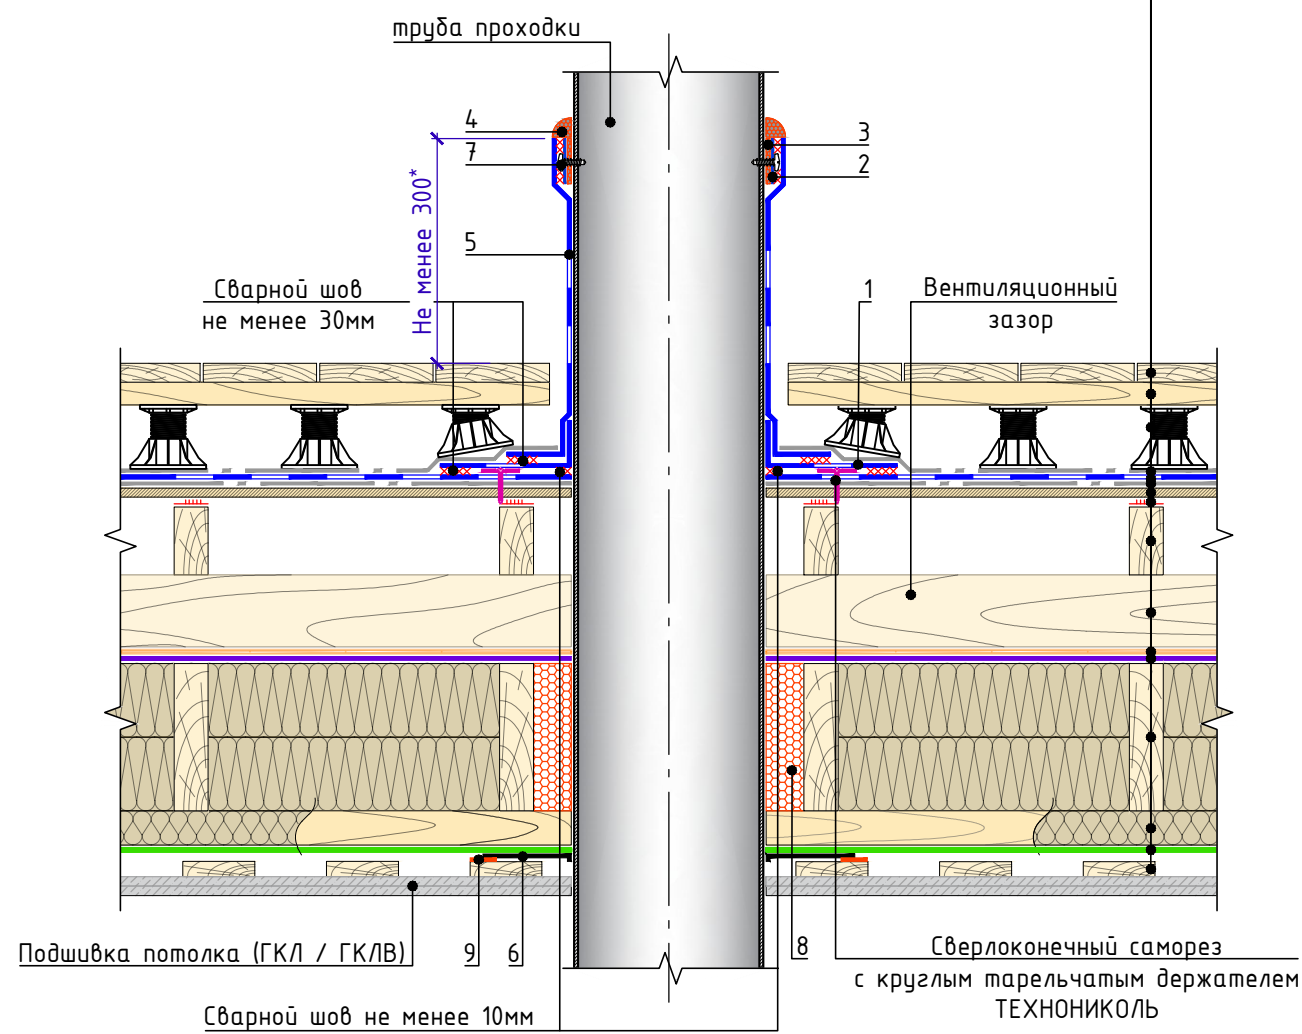 труба проходки
4
7
3
2
Не менее 300*
5
Сварной шов
не менее 30мм
1
Вентиляционный
зазор
Подшивка потолка (ГКЛ / ГКЛВ)
9
6
8
Сверлоконечный саморез
с круглым тарельчатым держателем
ТЕХНОНИКОЛЬ
Сварной шов не менее 10мм